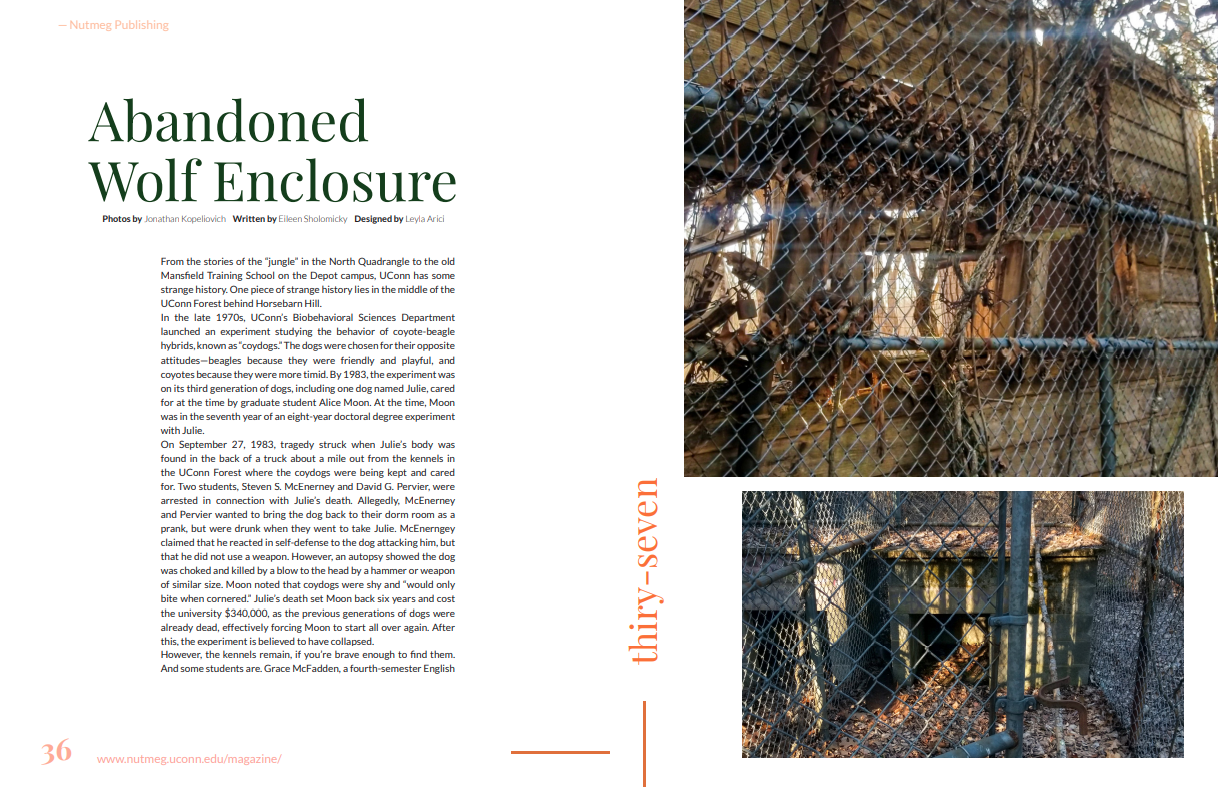 — Nutmeg Publishing
Abandoned
Wolf Enclosure
Photos by Jonathan Kopeliovich Written by Eileen Sholomicky Designed by Leyla Arici
From the stories of the “jungle” in the North Quadrangle to the old
Mansfield Training School on the Depot campus, UConn has some
strange history. One piece of strange history lies in the middle of the
UConn Forest behind Horsebarn Hill.
In the late 1970s, UConn’s Biobehavioral Sciences Department
launched an experiment studying the behavior of coyote-beagle
hybrids, known as “coydogs.” The dogs were chosen for their opposite
attitudes—beagles because they were friendly and playful, and
coyotes because they were more timid. By 1983, the experiment was
on its third generation of dogs, including one dog named Julie, cared
for at the time by graduate student Alice Moon. At the time, Moon
was in the seventh year of an eight-year doctoral degree experiment
with Julie.
On September 27, 1983, tragedy struck when Julie’s body was
found in the back of a truck about a mile out from the kennels in
the UConn Forest where the coydogs were being kept and cared
for. Two students, Steven S. McEnerney and David G. Pervier, were
arrested in connection with Julie’s death. Allegedly, McEnerney
and Pervier wanted to bring the dog back to their dorm room as a
prank, but were drunk when they went to take Julie. McEnerngey
claimed that he reacted in self-defense to the dog attacking him, but
that he did not use a weapon. However, an autopsy showed the dog
was choked and killed by a blow to the head by a hammer or weapon
of similar size. Moon noted that coydogs were shy and “would only
bite when cornered.” Julie’s death set Moon back six years and cost
the university $340,000, as the previous generations of dogs were
already dead, effectively forcing Moon to start all over again. After
this, the experiment is believed to have collapsed.
However, the kennels remain, if you’re brave enough to find them.
And some students are. Grace McFadden, a fourth-semester English
36
www.nutmeg.uconn.edu/magazine/
thiry-seven